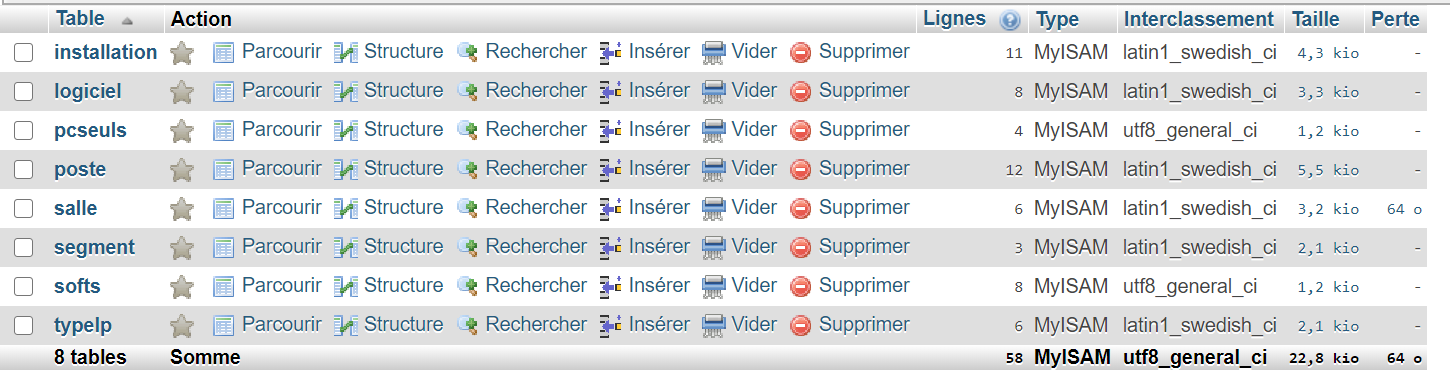 Table Action Lignes Type Interclassement Taille Perte
installation Parcourir Structure Rechercher Insérer Vider Supprimer 11 MyISAM latin1_swedish_ci 4,3 kio -
logiciel Parcourir Structure Rechercher Insérer Vider Supprimer 8 MyISAM latin1_swedish_ci 3,3 kio -
pcseuls Parcourir Structure Rechercher Insérer Vider Supprimer 4 MyISAM utf8_general_ci 1,2 kio -
poste Parcourir Structure Rechercher Insérer Vider Supprimer 12 MyISAM latin1_swedish_ci 5,5 kio -
salle Parcourir Structure Rechercher Insérer Vider Supprimer 6 MyISAM latin1_swedish_ci 3,2 kio 64 o
segment Parcourir Structure Rechercher Insérer Vider Supprimer 3 MyISAM latin1_swedish_ci 2,1 kio -
softs Parcourir Structure Rechercher Insérer Vider Supprimer 8 MyISAM utf8_general_ci 1,2 kio -
typelp Parcourir Structure Rechercher Insérer Vider Supprimer 6 MyISAM latin1_swedish_ci 2,1 kio -
8 tables Somme 58 MyISAM utf8_general_ci 22,8 kio 64 o